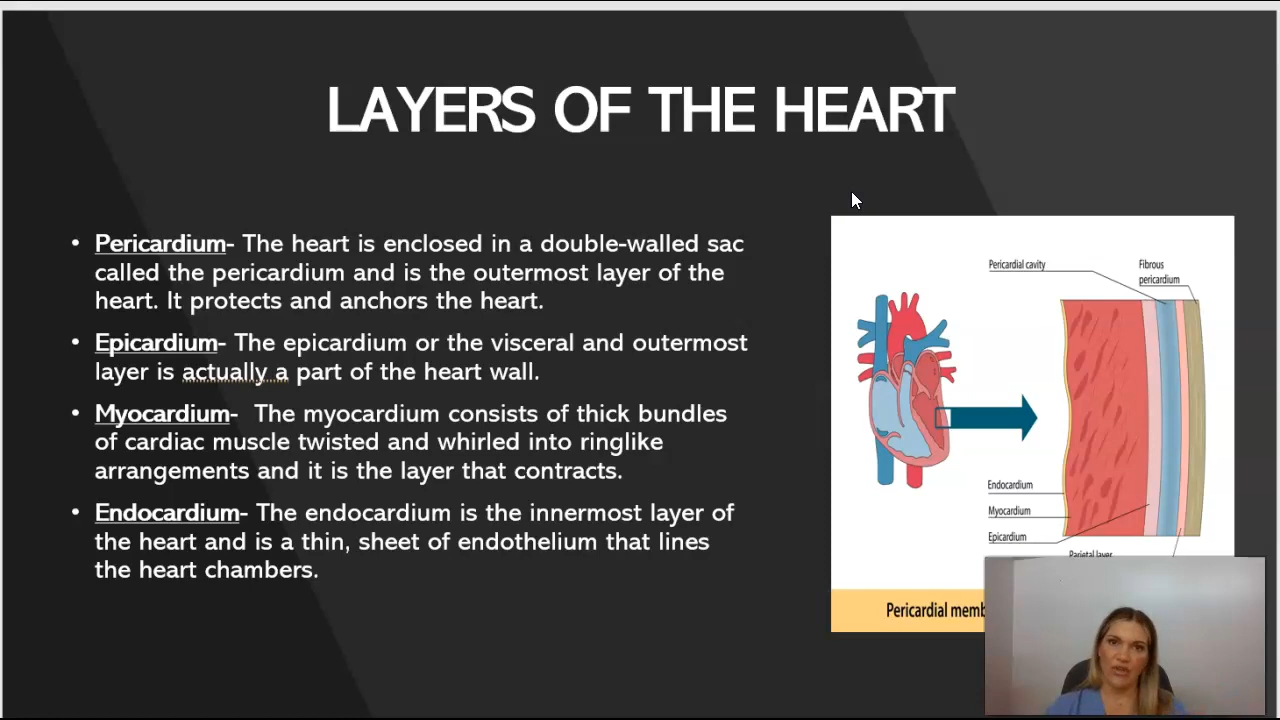 LAYERS OF THE HEART
• Pericardium- The heart is enclosed in a double-walled sac
called the pericardium and is the outermost layer of the
heart. It protects and anchors the heart.
• Epicardium- The epicardium or the visceral and outermost
layer is actually a part of the heart wall.
• Myocardium-  The myocardium consists of thick bundles
of cardiac muscle twisted and whirled into ringlike
arrangements and it is the layer that contracts.
• Endocardium- The endocardium is the innermost layer of
the heart and is a thin, sheet of endothelium that lines
the heart chambers.
Pericardial cavity
Fibrous
pericardium
Endocardium
Myocardium
Epicardium
Parietal layer
Pericardial